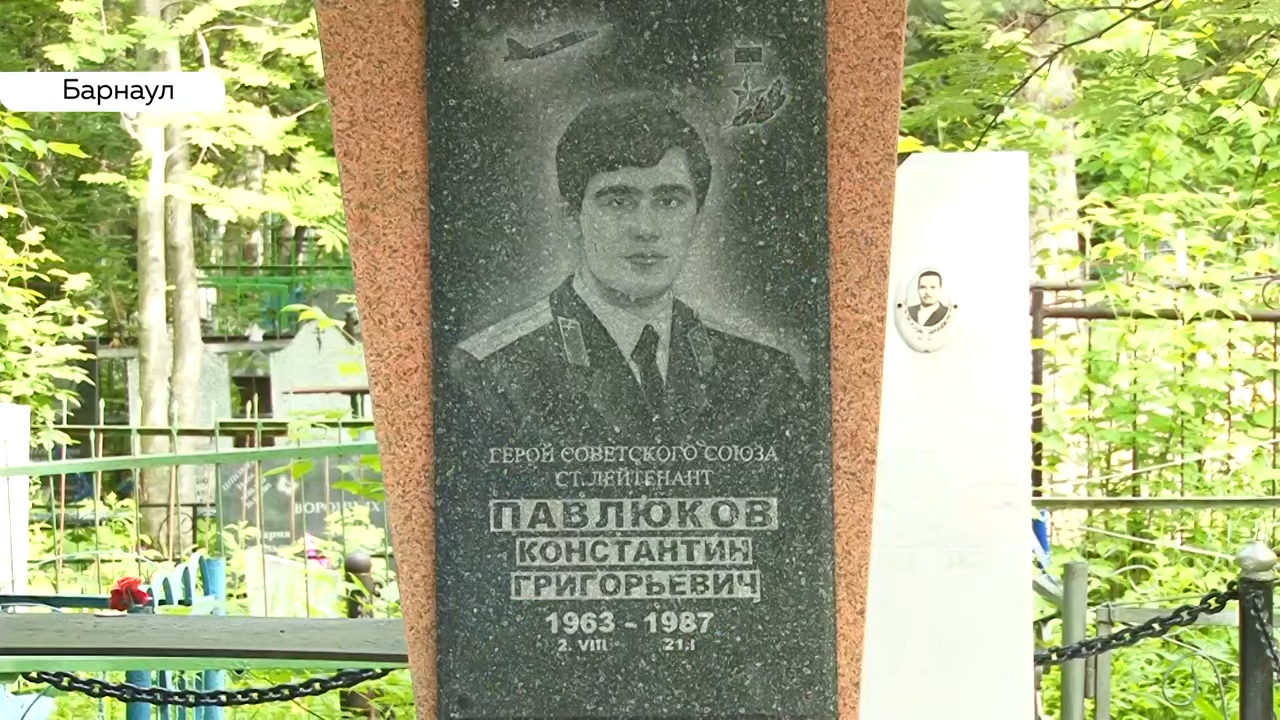 Барнаул
ГЕРОЙ СОВЕТСКОГО СОЮЗА
СТ. ЛЕЙТЕНАНТ
ПАВЛЮКОВ
КОНСТАНТИН
ГРИГОРЬЕВИЧ
1963 - 1987
2. VIII 21.I